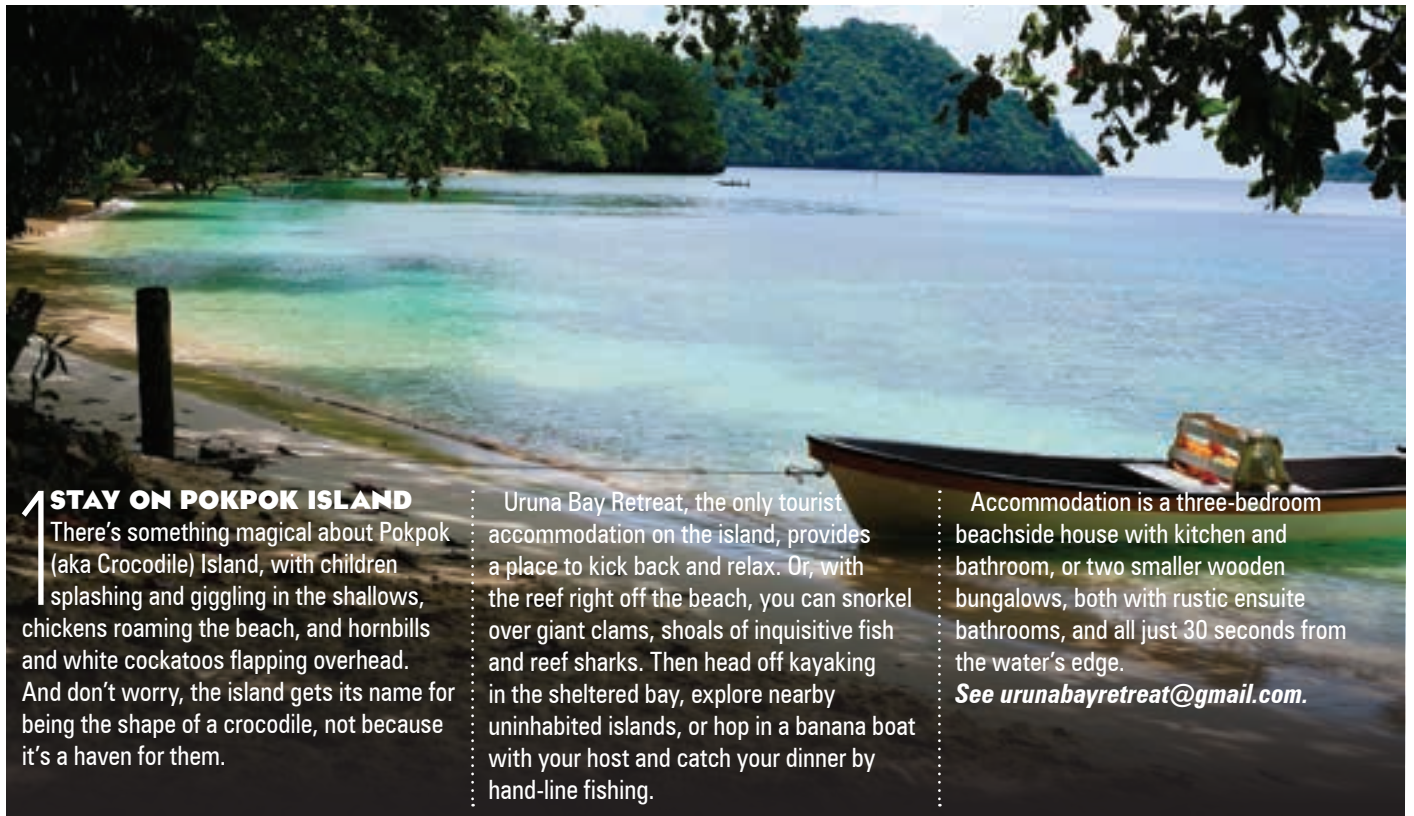 1 STAY ON POKPOK ISLAND
There’s something magical about Pokpok
(aka Crocodile) Island, with children
splashing and giggling in the shallows,
chickens roaming the beach, and hornbills
and white cockatoos flapping overhead.
And don’t worry, the island gets its name for
being the shape of a crocodile, not because
it’s a haven for them.
Uruna Bay Retreat, the only tourist
accommodation on the island, provides
a place to kick back and relax. Or, with
the reef right off the beach, you can snorkel
over giant clams, shoals of inquisitive fish
and reef sharks. Then head off kayaking
in the sheltered bay, explore nearby
uninhabited islands, or hop in a banana boat
with your host and catch your dinner by
hand-line fishing.
Accommodation is a three-bedroom
beachside house with kitchen and
bathroom, or two smaller wooden
bungalows, both with rustic ensuite
bathrooms, and all just 30 seconds from
the water’s edge.
See urunabayretreat@gmail.com.